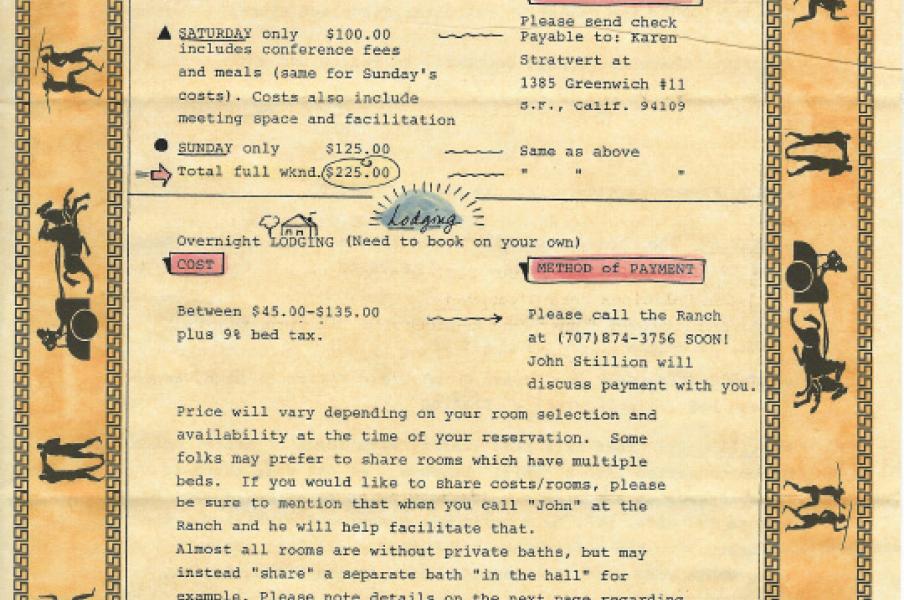 SATURDAY only $100.00
includes conference fees
and meals (same for Sunday's
costs). Costs also include
meeting space and facilitation
Please send check
Payable to: Karen
Stratvert at
1385 Greenwich #11
S.F., Calif. 94109
SUNDAY only $125.00 Same as above
Total full wknd. $225.00 " " "
Lodging
Overnight LODGING (Need to book on your own)
COST
METHOD of PAYMENT
Between $45.00-$135.00
plus 9% bed tax.
Please call the Ranch
at (707)874-3756 SOON!
John Stillion will
discuss payment with you.
Price will vary depending on your room selection and
availability at the time of your reservation. Some
folks may prefer to share rooms which have multiple
beds. If you would like to share costs/rooms, please
be sure to mention that when you call "John" at the
Ranch and he will help facilitate that.
Almost all rooms are without private baths, but may
instead "share" a separate bath "in the hall" for
example. Please note details on the next page regarding